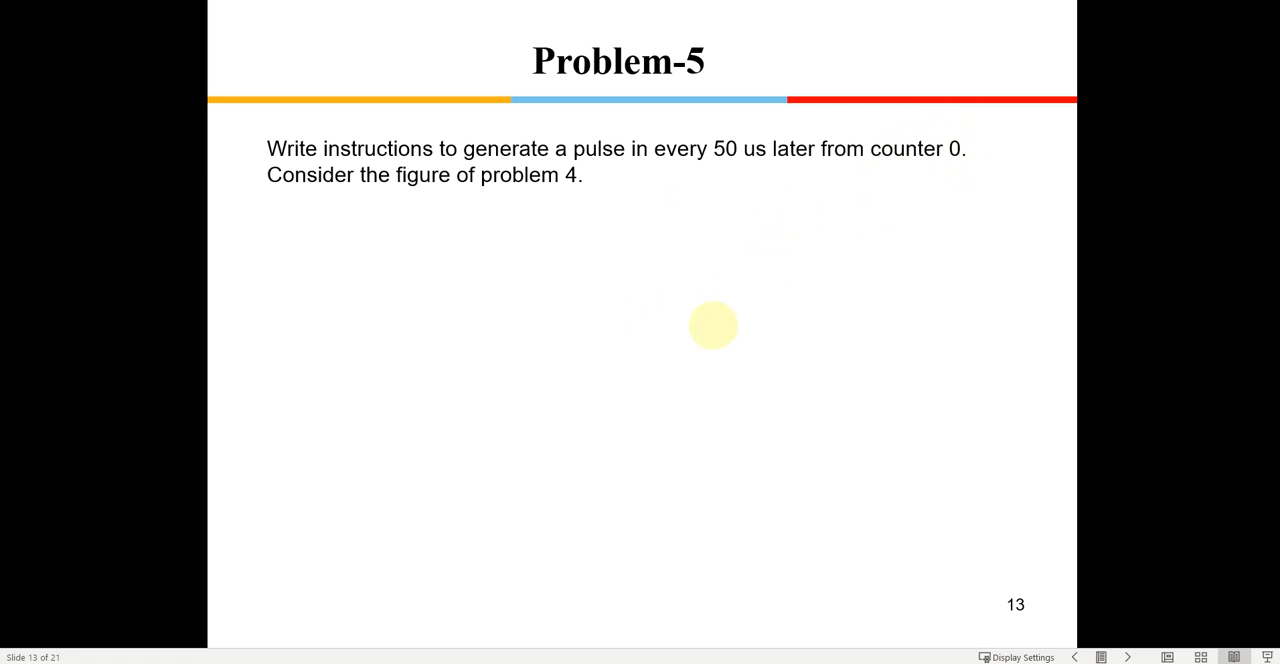 Problem-5
Write instructions to generate a pulse in every 50 us later from counter 0.
Consider the figure of problem 4.
13
Slide 13 of 21
Display Settings